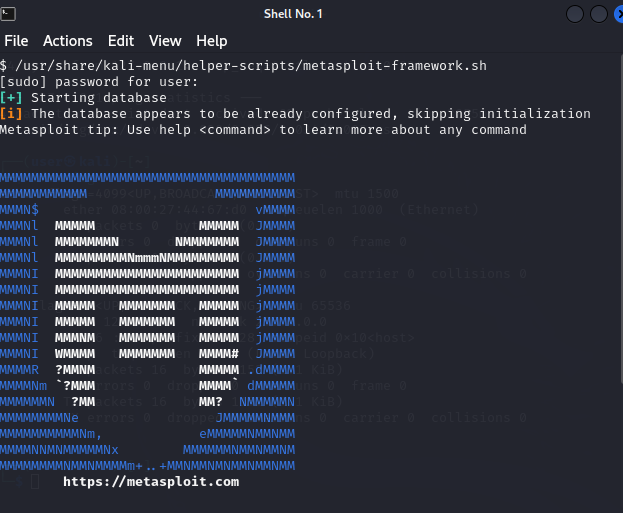 Shell No. 1
File Actions Edit View Help
$ /usr/share/kali-menu/helper-scripts/metasploit-framework.sh
[sudo] password for user:
[+] Starting database
[i] The database appears to be already configured, skipping initialization
Metasploit tip: Use help <command> to learn more about any command
MMMMMMMMMMMMMMMMMMMMMMMMMMMMMMMMMMMMM
MMMMMMMMMMM                MMMMMMMMMM
MMMN$                           vMMMM
MMMNl  MMMMM             MMMMM  JMMMM
MMMNl  MMMMMMMN       NMMMMMMM  JMMMM
MMMNl  MMMMMMMMMNmmmNMMMMMMMMM  JMMMM
MMMNI  MMMMMMMMMMMMMMMMMMMMMMM  jMMMM
MMMNI  MMMMMMMMMMMMMMMMMMMMMMM  jMMMM
MMMNI  MMMMM   MMMMMMM   MMMMM  jMMMM
MMMNI  MMMMM   MMMMMMM   MMMMM  jMMMM
MMMNI  MMMNM   MMMMMMM   MMMMM  jMMMM
MMMNI  WMMMM   MMMMMMM   MMMM#  JMMMM
MMMMR  ?MMNM             MMMMM .dMMMM
MMMMNm `?MMM             MMMM` dMMMMM
MMMMMMN  ?MM             MM?  NMMMMMN
MMMMMMMMNe                 JMMMMMNMMM
MMMMMMMMMMNm,            eMMMMMNMMNMM
MMMMNNMNMMMMMNx        MMMMMMNMMNMMNM
MMMMMMMMNMMNMMMMm+..+MMNMMNMNMMNMMNMM
https://metasploit.com